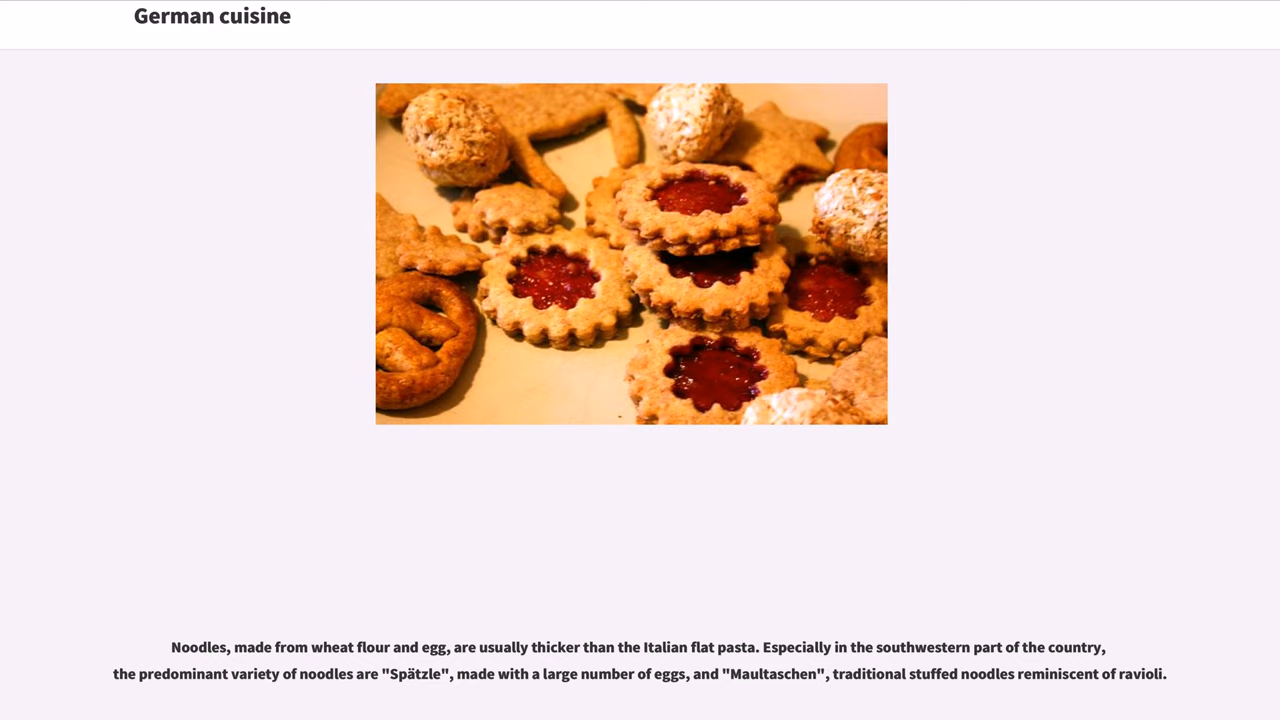 German cuisine
Noodles, made from wheat flour and egg, are usually thicker than the Italian flat pasta. Especially in the southwestern part of the country,
the predominant variety of noodles are "Spätzle", made with a large number of eggs, and "Maultaschen", traditional stuffed noodles reminiscent of ravioli.